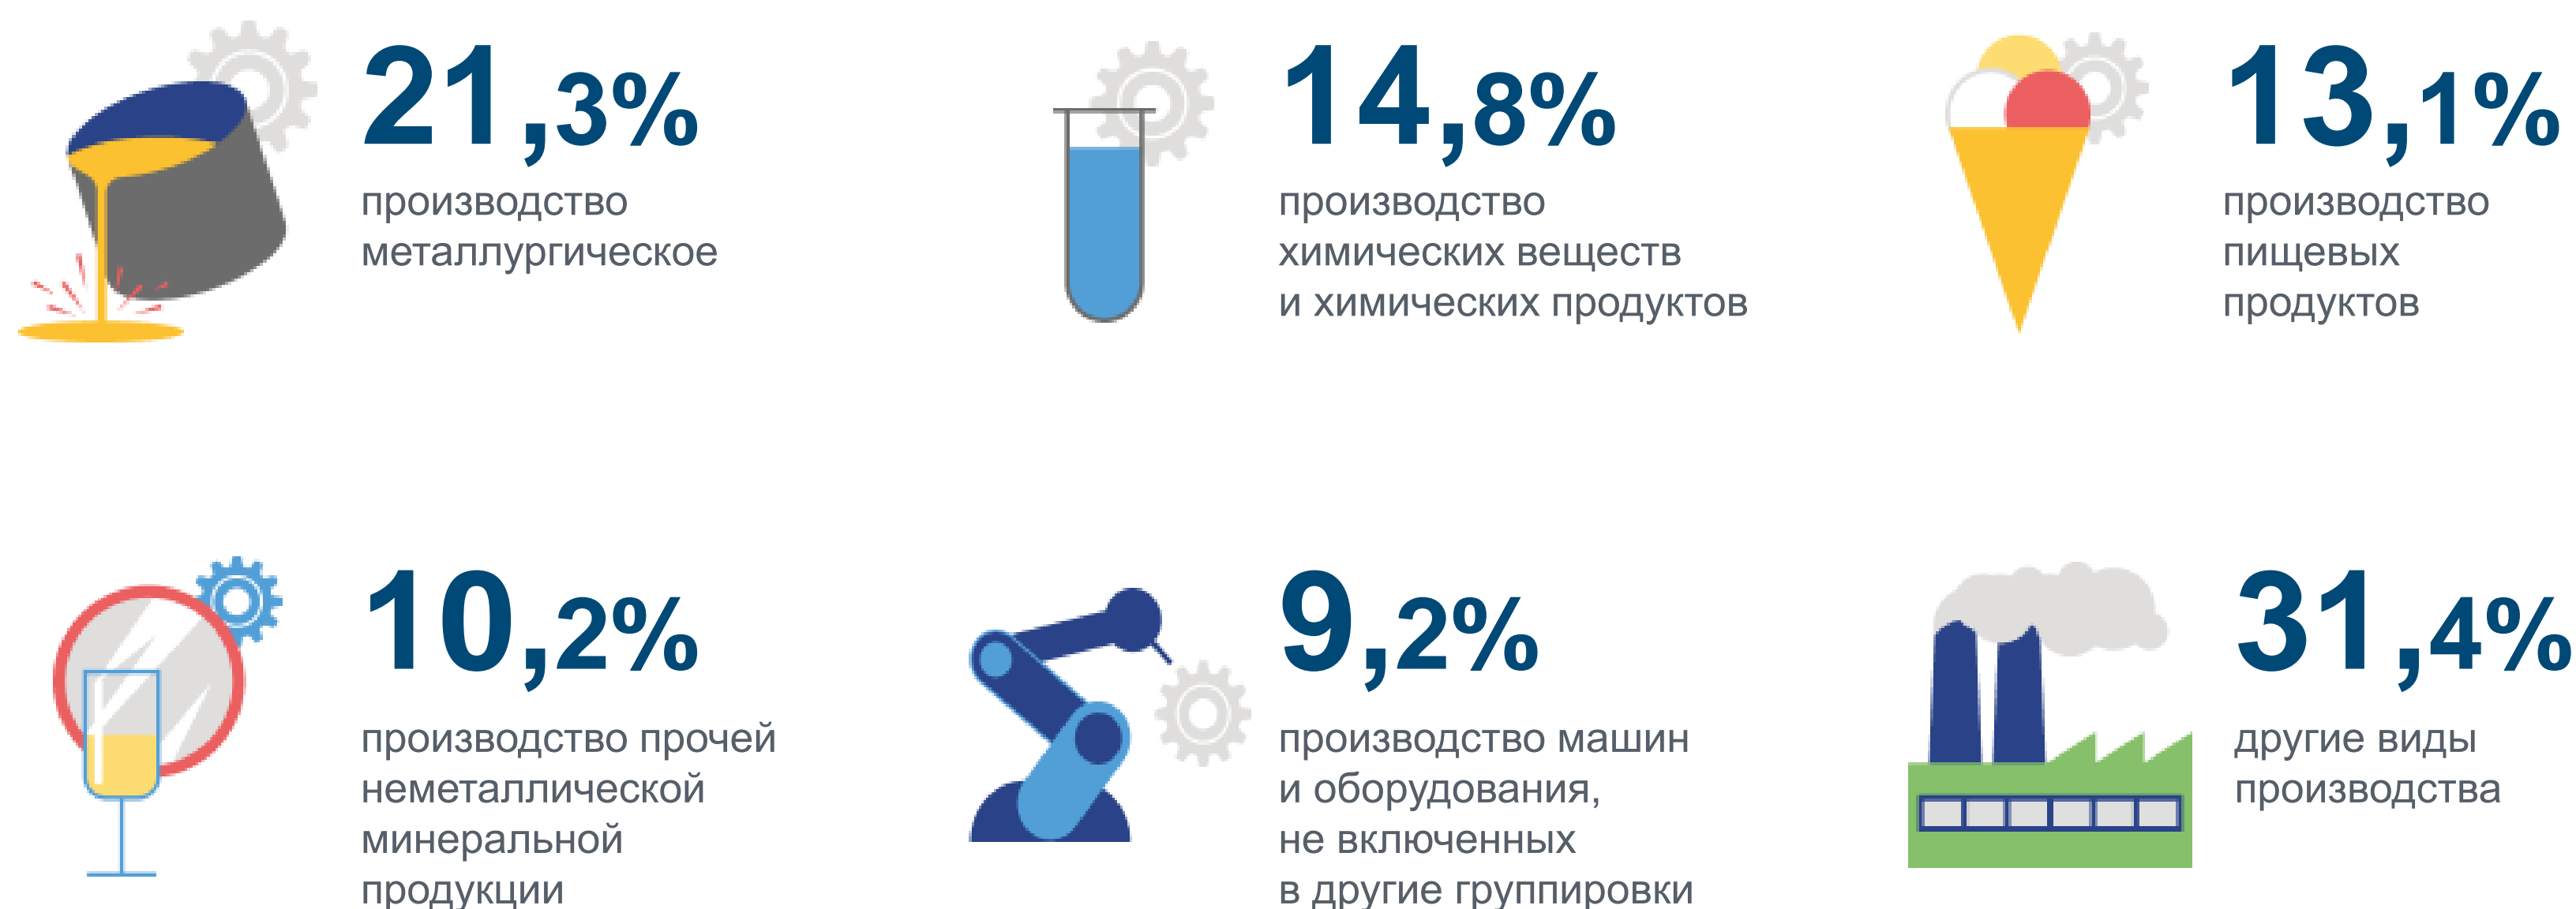 21,3%
производство
металлургическое
14,8%
производство
химических веществ
и химических продуктов
13,1%
производство
пищевых
продуктов
10,2%
производство прочей
неметаллической
минеральной
продукции
9,2%
производство машин
и оборудования,
не включенных
в другие группировки
31,4%
другие виды
производства